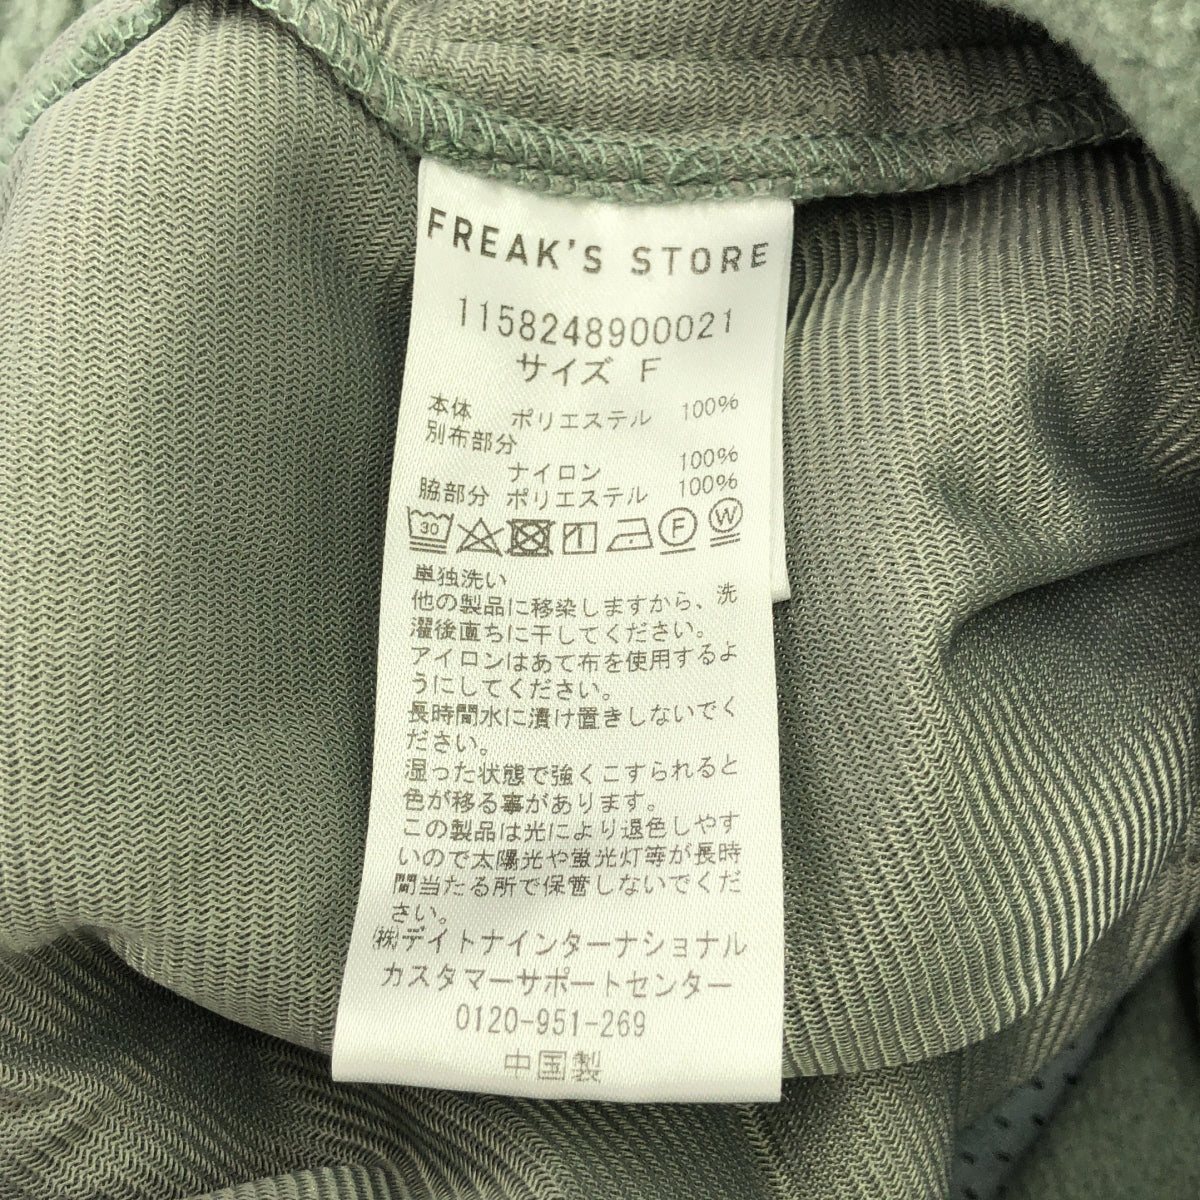 FREAK'S STORE
1158248900021
サイズ F
本体 ポリエステル 100%
別布部分
ナイロン 100%
脇部分 ポリエステル 100%
30 F W
単独洗い
他の製品に移染しますから、洗
濯後直ちに干してください。
アイロンはあて布を使用するよ
うにしてください。
長時間水に漬け置きしないでく
ださい。
湿った状態で強くこすられると
色が移る事があります。
この製品は光により退色しやす
いので太陽光や蛍光灯等が長時
間当たる所で保管しないでくだ
さい。
㈱デイトナインターナショナル
カスタマーサポートセンター
0120-951-269
中国製